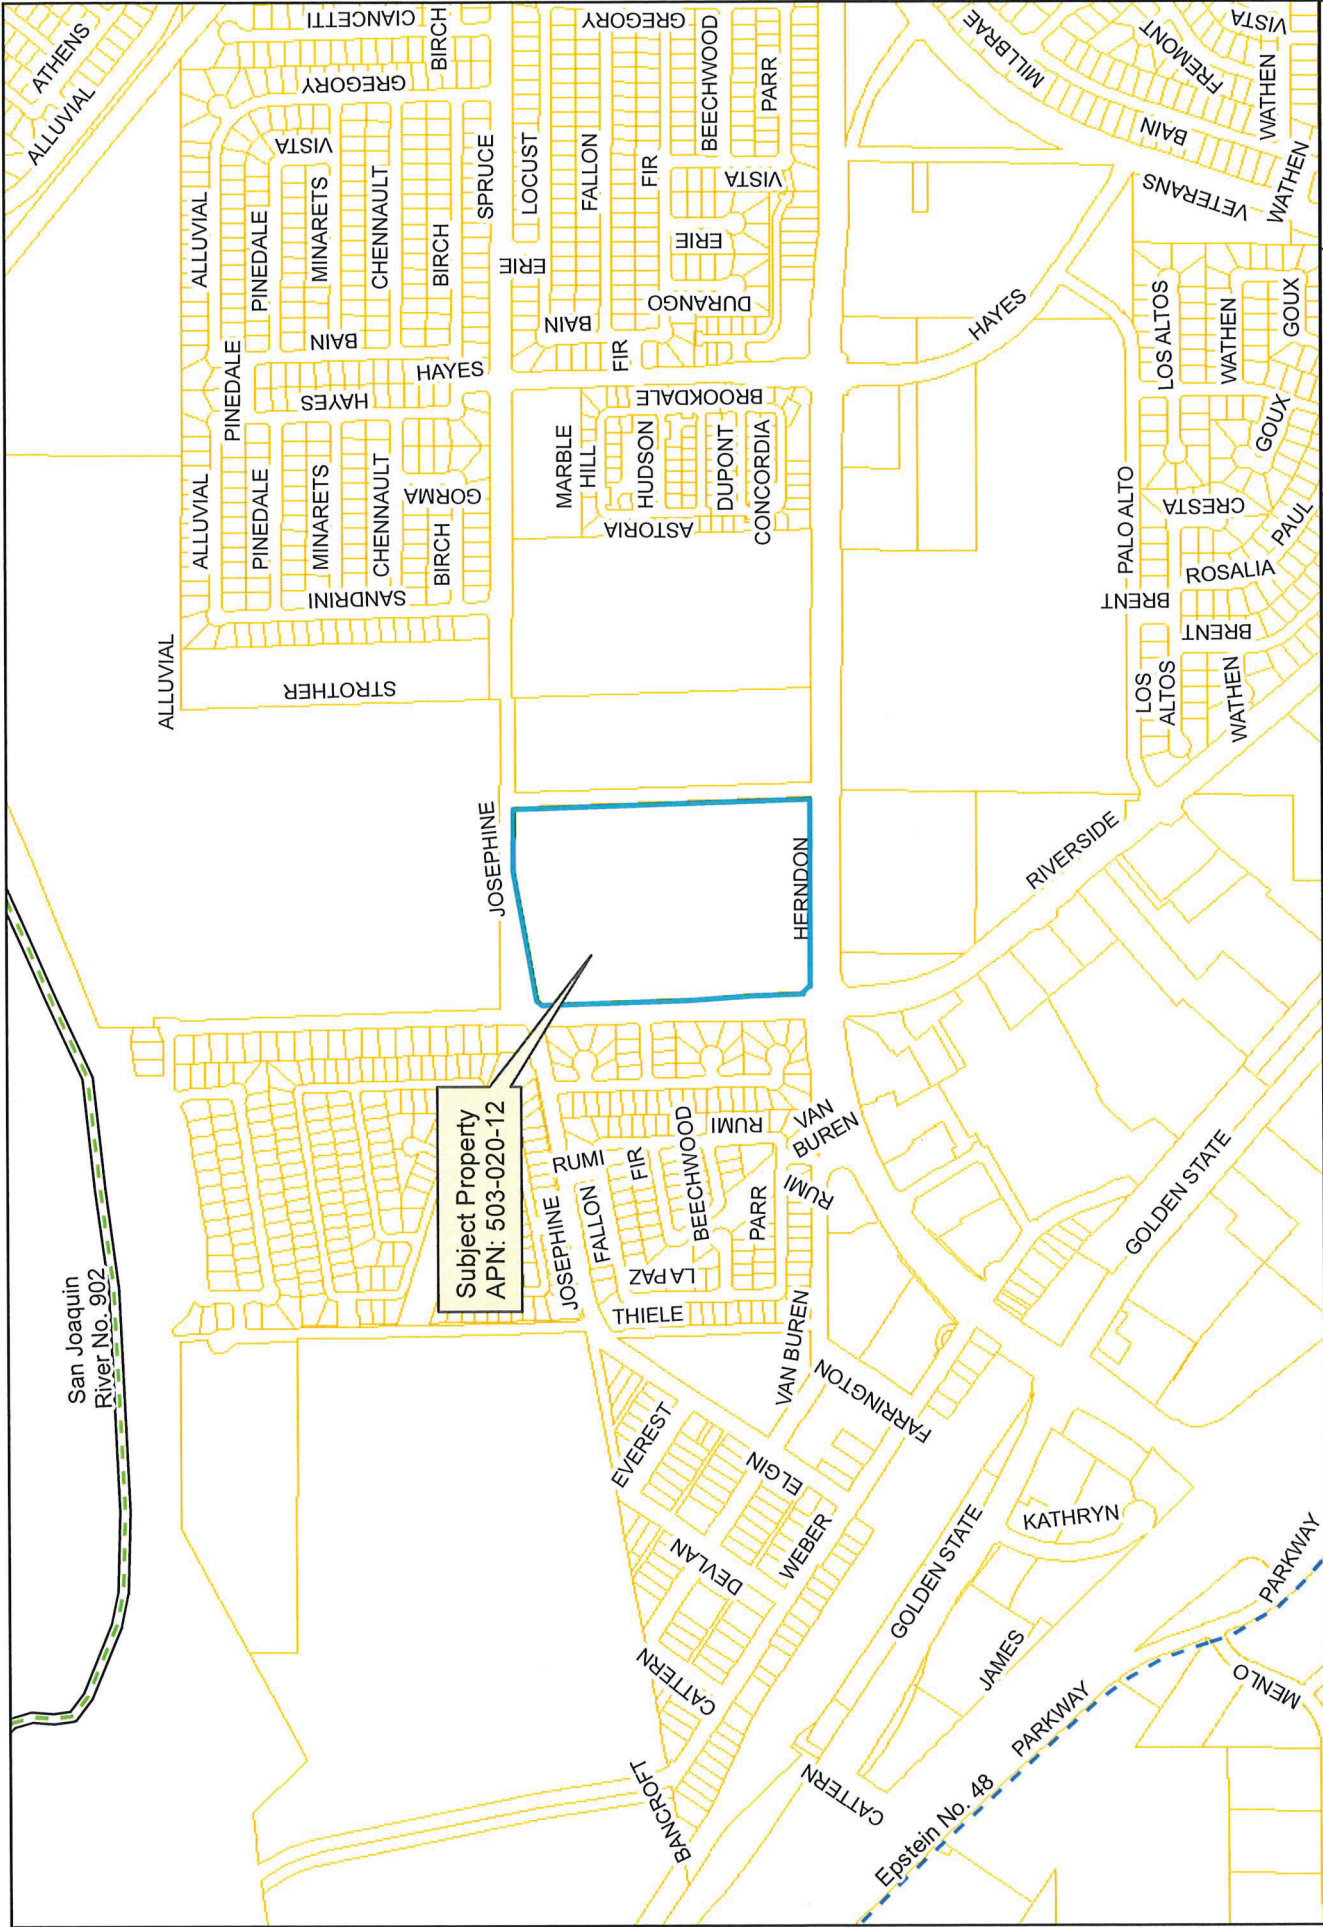 San Joaquin
River No. 902
ATHENS
ALLUVIAL
ALLUVIAL
ALLUVIAL
ALLUVIAL
PINEDALE
PINEDALE
PINEDALE
STROTHER
SANDRINI
MINARETS
HAYES
BAIN
MINARETS
VISTA
GREGORY
CIANCETTI
CHENNAULT
CHENNAULT
BIRCH
GORMA
HAYES
BIRCH
BIRCH
Subject Property
APN: 503-020-12
JOSEPHINE
SPRUCE
ERIE
LOCUST
JOSEPHINE
RUMI
MARBLE
HILL
BAIN
FALLON
FALLON
FIR
FIR
FIR
GREGORY
THIELE
LA PAZ
HUDSON
ASTORIA
BROOKDALE
DURANGO
ERIE
BEECHWOOD
BEECHWOOD
RUMI
DUPONT
VISTA
PARR
CONCORDIA
PARR
EVEREST
VAN BUREN
RUMI
VAN
BUREN
HERNDON
BANCROFT
CATTERN
DEVLAN
ELGIN
WEBER
FARRINGTON
CATTERN
GOLDEN STATE
GOLDEN STATE
KATHRYN
JAMES
Epstein No. 48
PARKWAY
PARKWAY
MENLO
RIVERSIDE
HAYES
MILLBRAE
FREMONT
VISTA
BAIN
VETERANS
WATHEN
WATHEN
PALO ALTO
BRENT
LOS
ALTOS
LOS ALTOS
CRESTA
BRENT
ROSALIA
WATHEN
WATHEN
PAUL
GOUX
GOUX